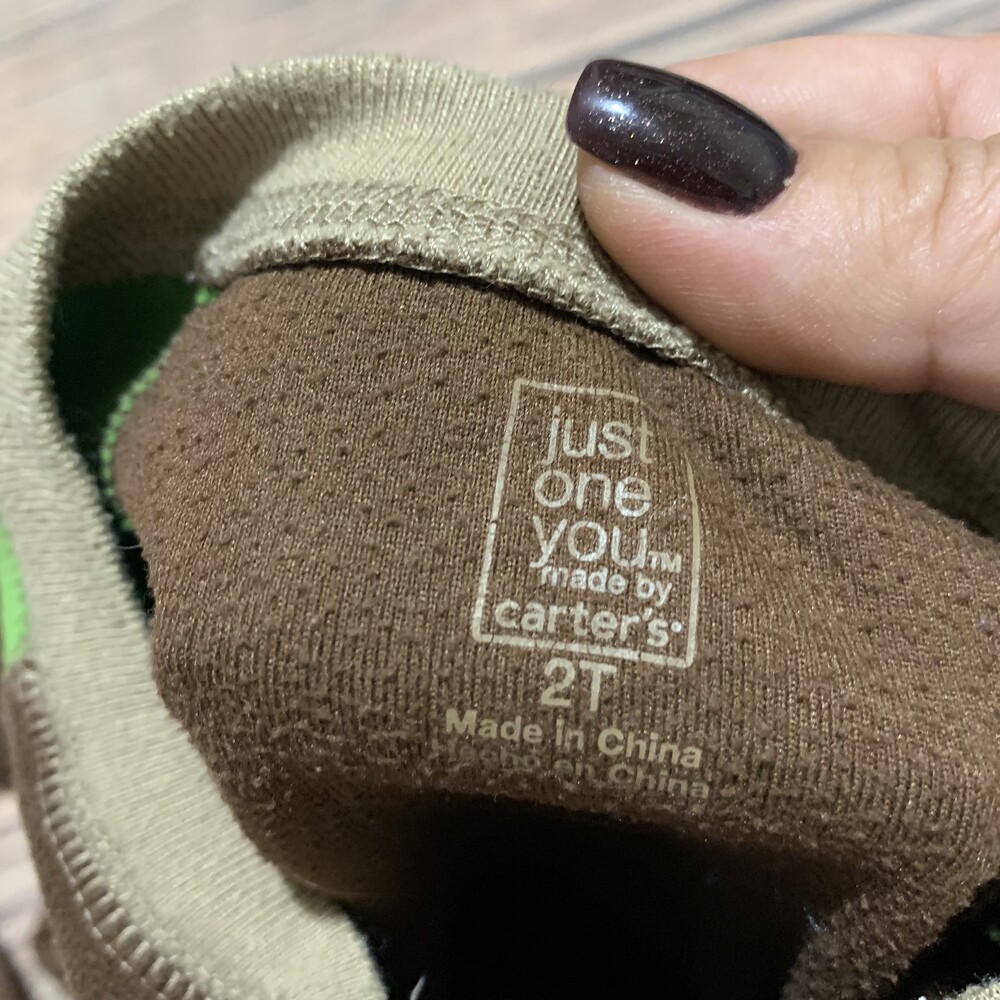 just
one
you™
made by
carter's®
2T
Made in China
Hecho en China